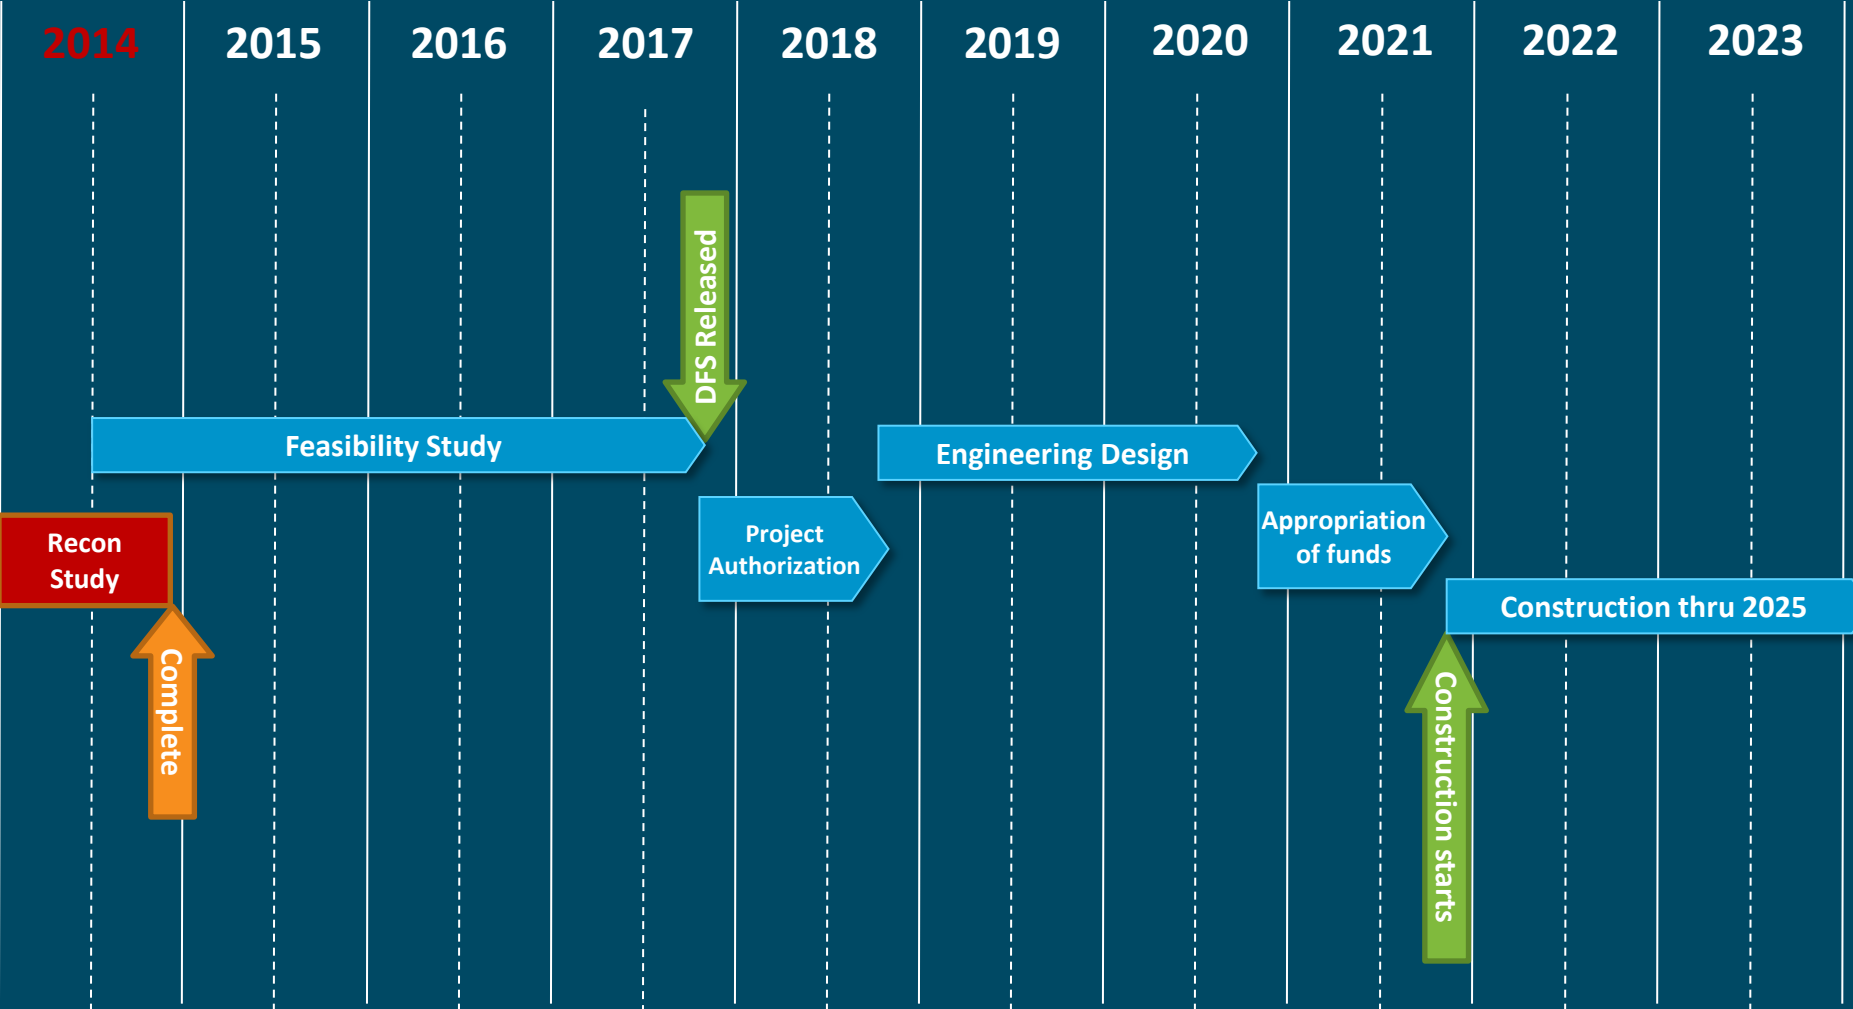 2014 2015 2016 2017 2018 2019 2020 2021 2022 2023
DFS Released
Feasibility Study
Engineering Design
Recon
Study
Project
Authorization
Appropriation
of funds
Construction thru 2025
Complete
Construction starts